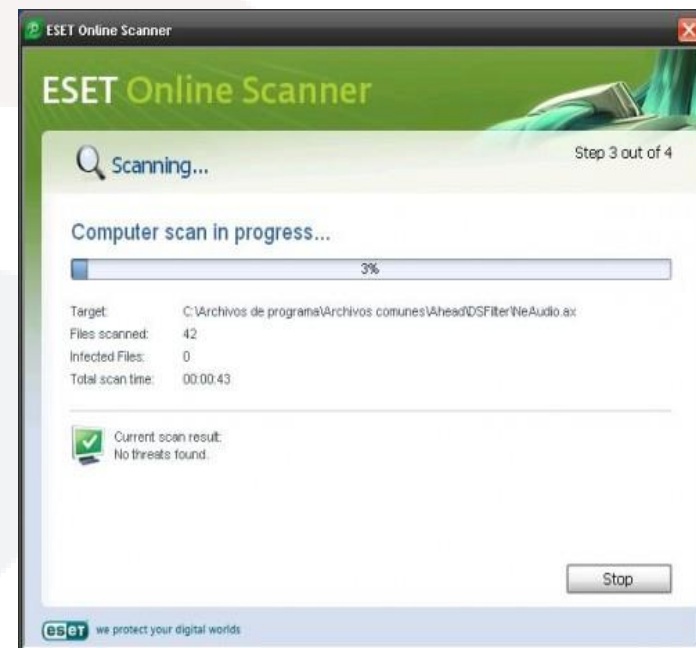 ESET Online Scanner
ESET Online Scanner
Scanning...
Step 3 out of 4
Computer scan in progress...
3%
Target: C:\Archivos de programa\Archivos comunes\Ahead\DSFilter\NeAudio.ax
Files scanned: 42
Infected Files: 0
Total scan time: 00:00:43
Current scan result:
No threats found.
Stop
eset we protect your digital worlds